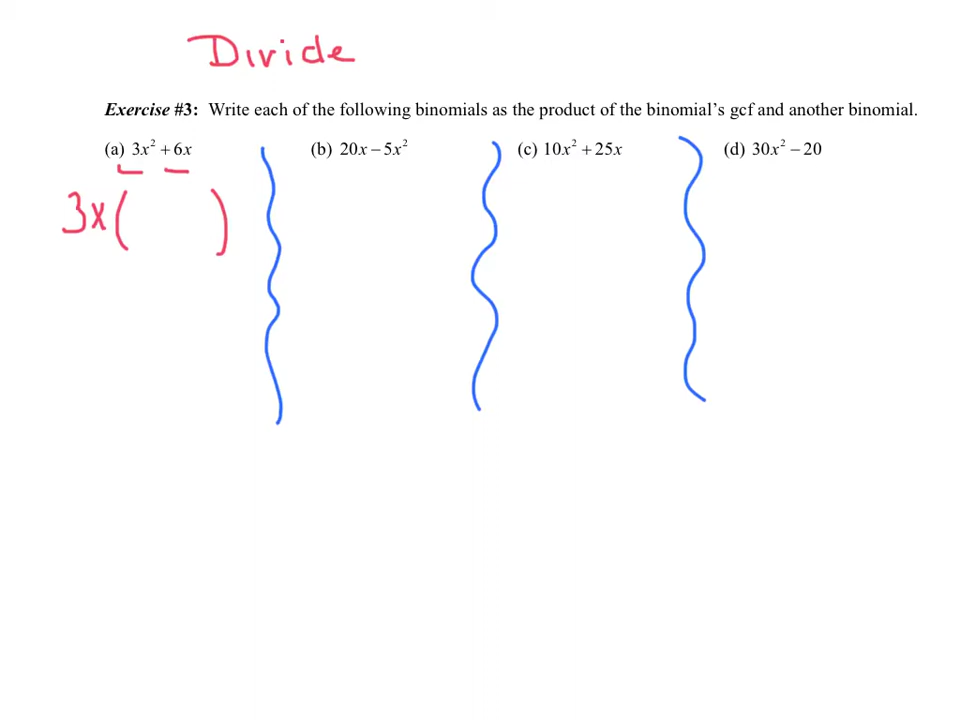 Divide
Exercise #3: Write each of the following binomials as the product of the binomial's gcf and another binomial.
(a) 3x² + 6x (b) 20x − 5x² (c) 10x² + 25x (d) 30x² − 20
3x( )